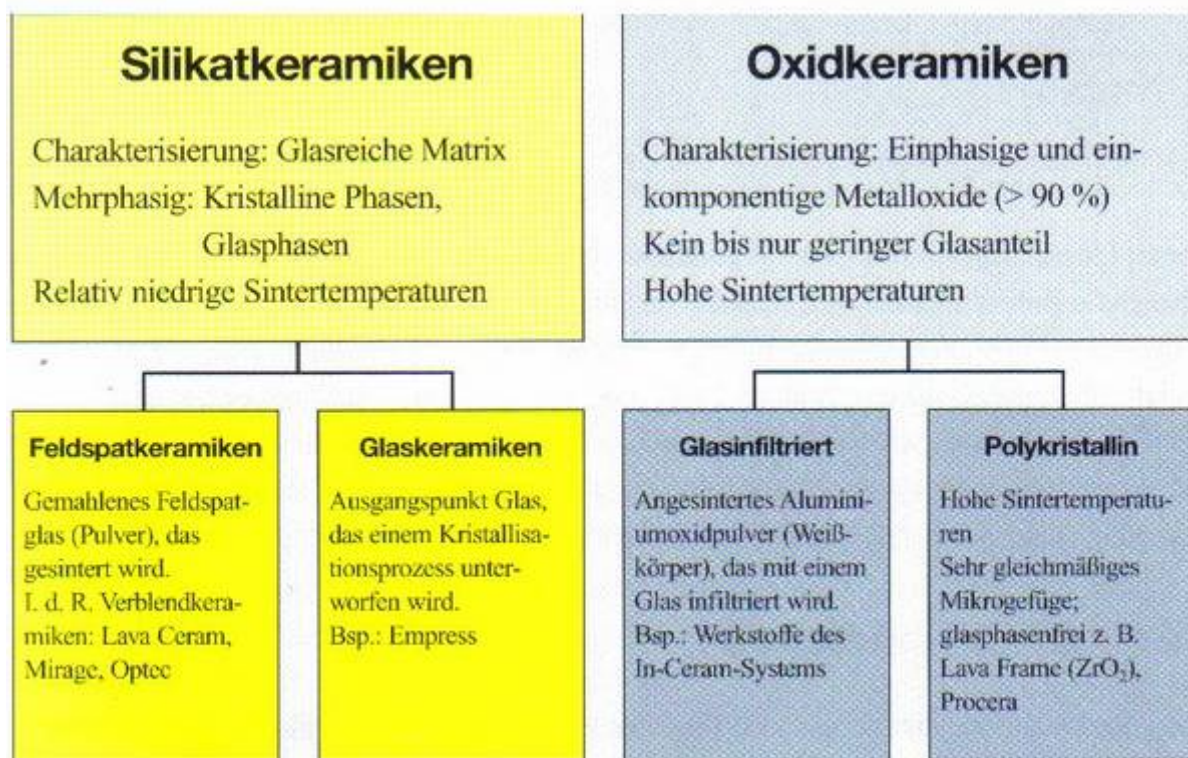 Silikatkeramiken
Charakterisierung: Glasreiche Matrix
Mehrphasig: Kristalline Phasen,
Glasphasen
Relativ niedrige Sintertemperaturen
Oxidkeramiken
Charakterisierung: Einphasige und ein-
komponentige Metalloxide (> 90 %)
Kein bis nur geringer Glasanteil
Hohe Sintertemperaturen
Feldspatkeramiken
Gemahlenes Feldspat-
glas (Pulver), das
gesintert wird.
I. d. R. Verblendkera-
miken: Lava Ceram,
Mirage, Optec
Glaskeramiken
Ausgangspunkt Glas,
das einem Kristallisa-
tionsprozess unter-
worfen wird.
Bsp.: Empress
Glasinfiltriert
Angesintertes Alumini-
umoxidpulver (Weiß-
körper), das mit einem
Glas infiltriert wird.
Bsp.: Werkstoffe des
In-Ceram-Systems
Polykristallin
Hohe Sintertemperatu-
ren
Sehr gleichmäßiges
Mikrogefüge;
glasphasenfrei z. B.
Lava Frame (ZrO₂),
Procera